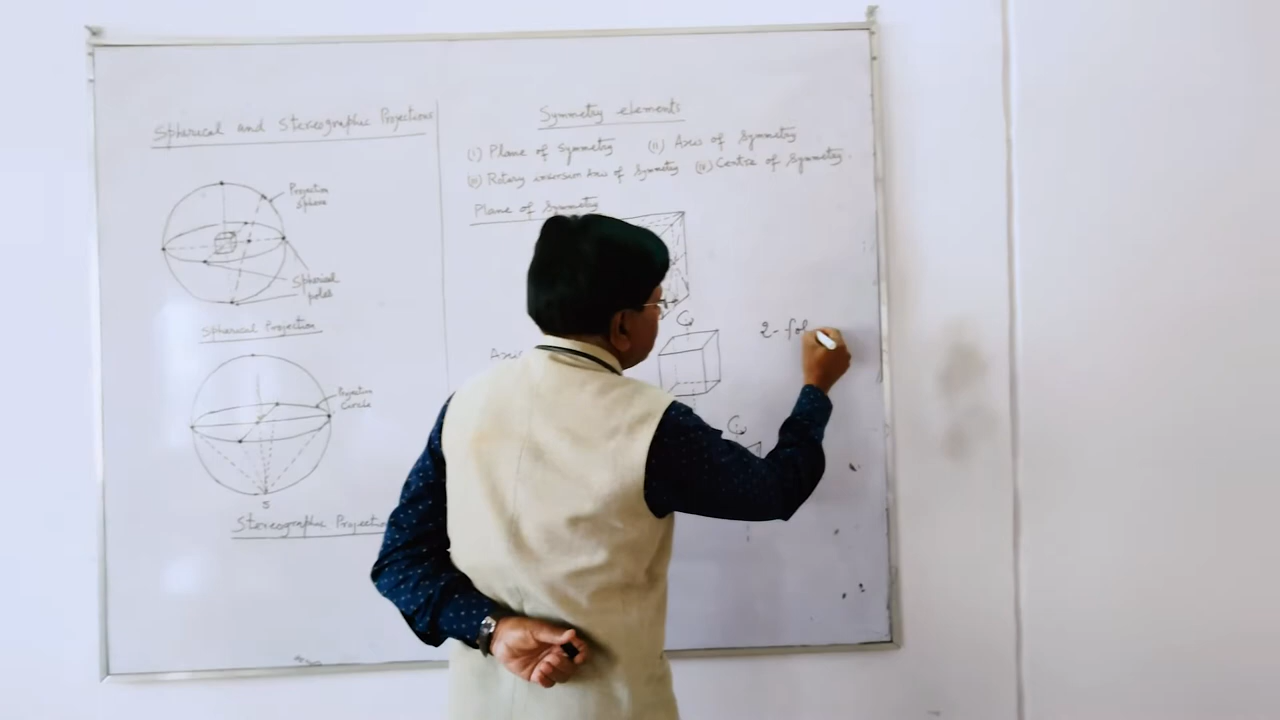 Spherical and Stereographic Projections
Projection
Sphere
Spherical
poles
Spherical Projection
Projection
Circle
S
Stereographic Projection
Symmetry elements
(i) Plane of Symmetry (ii) Axis of Symmetry
(iii) Rotary inversion Axis of Symmetry (iv) Centre of Symmetry.
Plane of Symmetry
Axis
2-fol